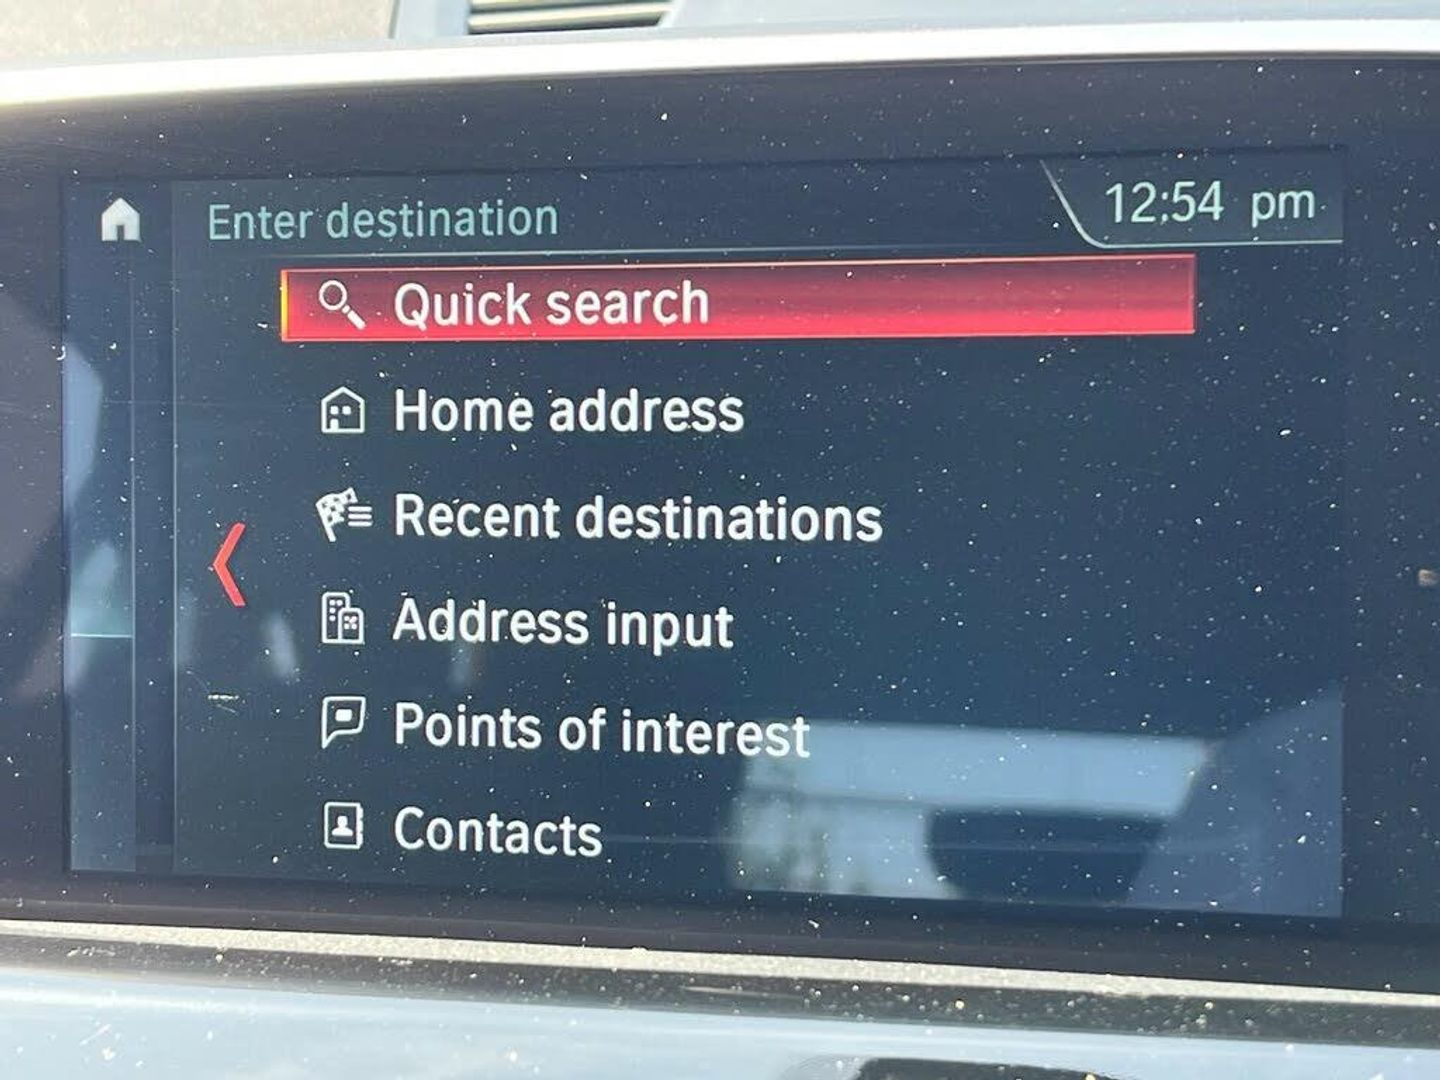 Enter destination
12:54 pm
Quick search
Home address
Recent destinations
Address input
Points of interest
Contacts